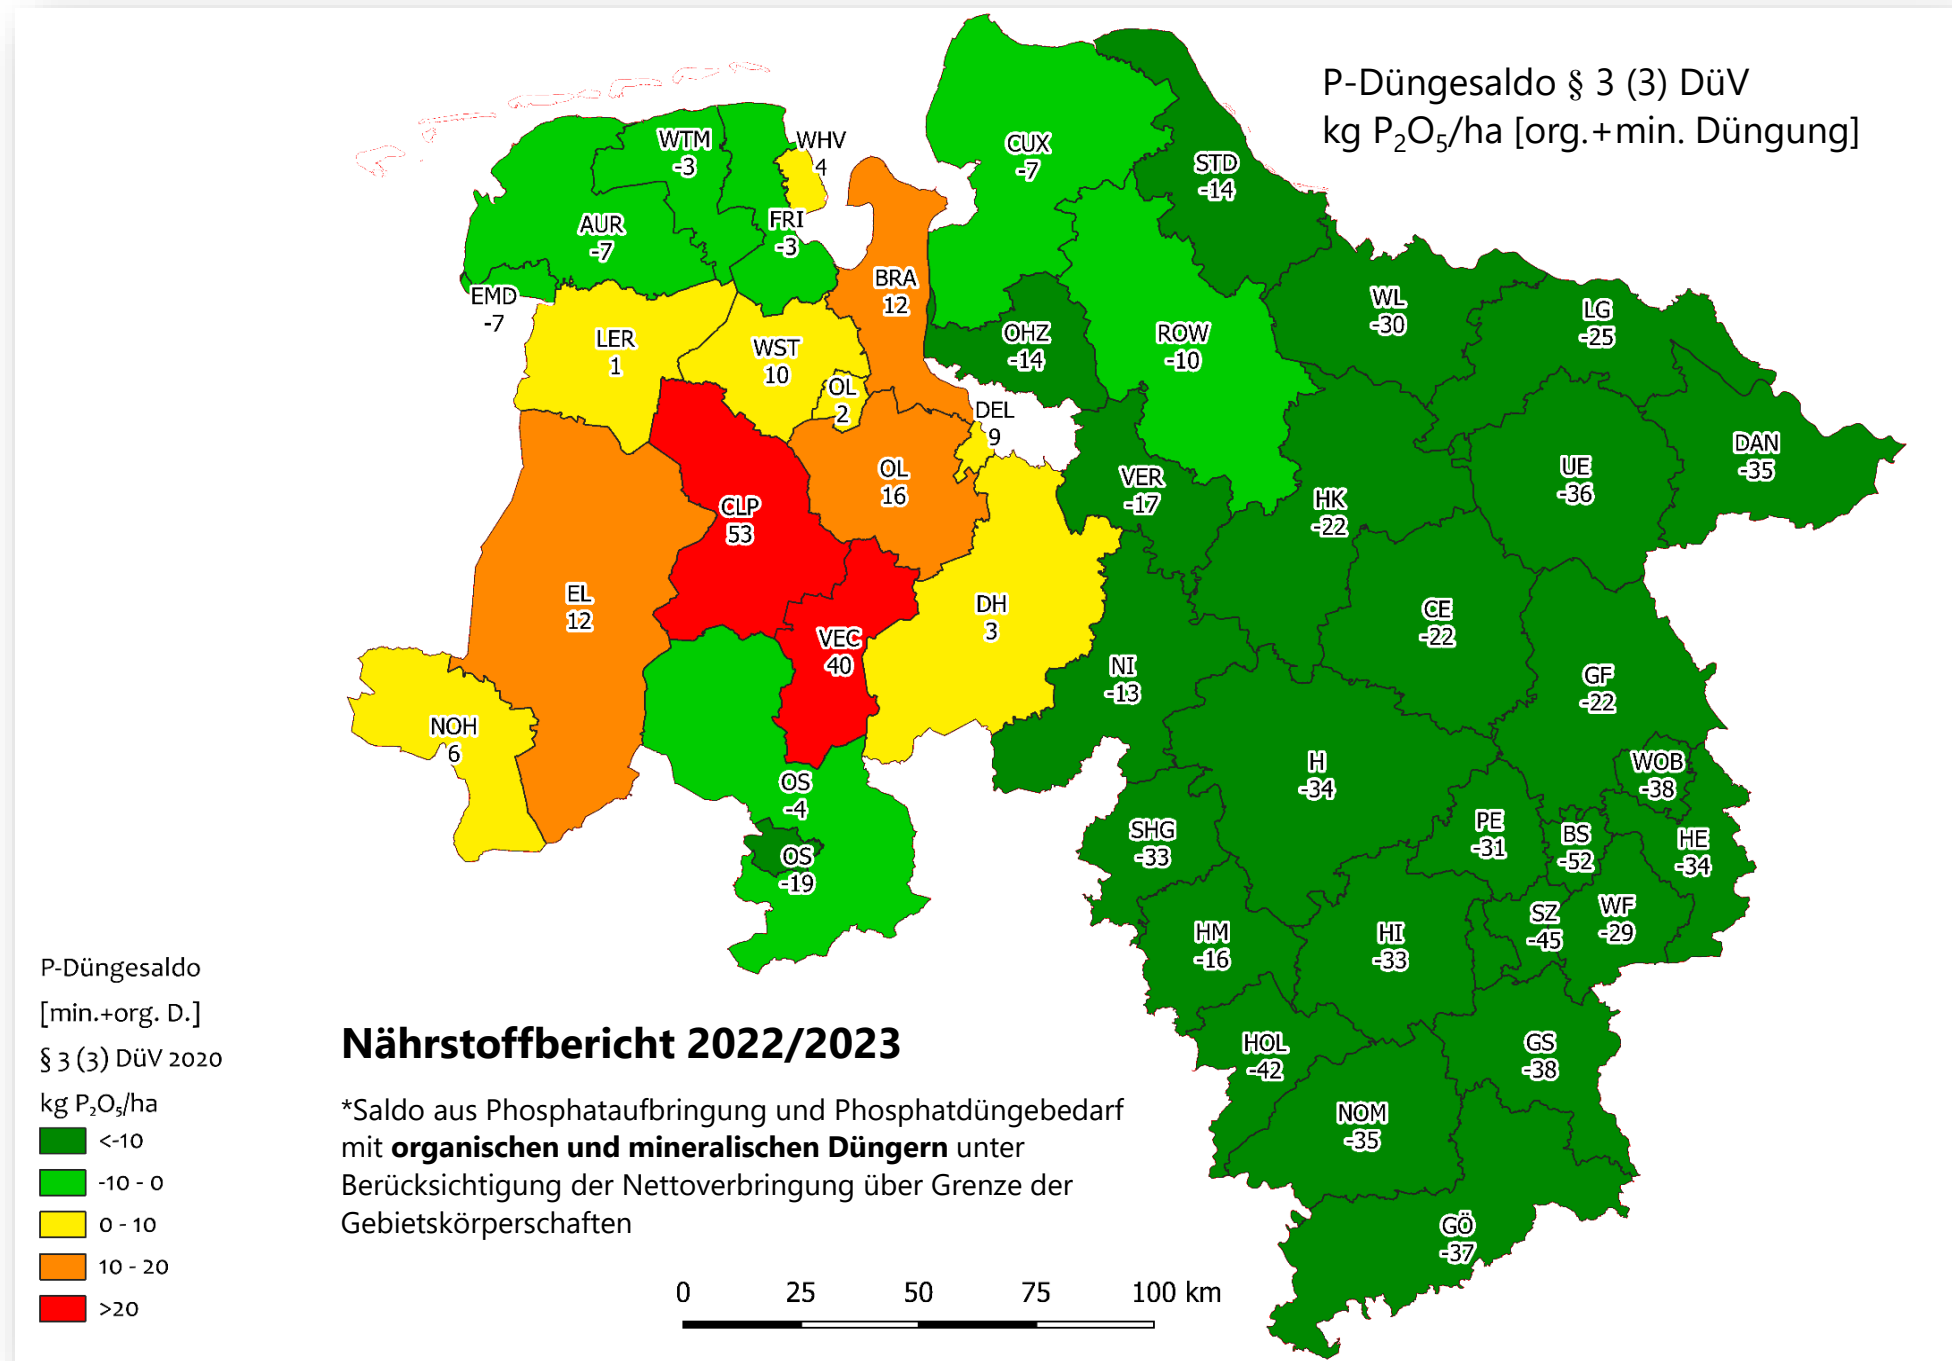 P-Düngesaldo § 3 (3) DüV
kg P₂O₅/ha [org.+min. Düngung]
WTM
-3
WHV
4
CUX
-7
STD
-14
AUR
-7
FRI
-3
EMD
-7
BRA
12
LER
1
WST
10
OL
2
OHZ
-14
ROW
-10
WL
-30
LG
-25
DEL
9
OL
16
CLP
53
VER
-17
HK
-22
UE
-36
DAN
-35
EL
12
DH
3
VEC
40
NI
-13
CE
-22
GF
-22
NOH
6
OS
-4
OS
-19
H
-34
WOB
-38
SHG
-33
PE
-31
BS
-52
HE
-34
HM
-16
HI
-33
SZ
-45
WF
-29
HOL
-42
GS
-38
NOM
-35
GÖ
-37
P-Düngesaldo
[min.+org. D.]
§ 3 (3) DüV 2020
kg P₂O₅/ha
<-10
-10 - 0
0 - 10
10 - 20
>20
Nährstoffbericht 2022/2023
*Saldo aus Phosphataufbringung und Phosphatdüngebedarf
mit organischen und mineralischen Düngern unter
Berücksichtigung der Nettoverbringung über Grenze der
Gebietskörperschaften
0 25 50 75 100 km